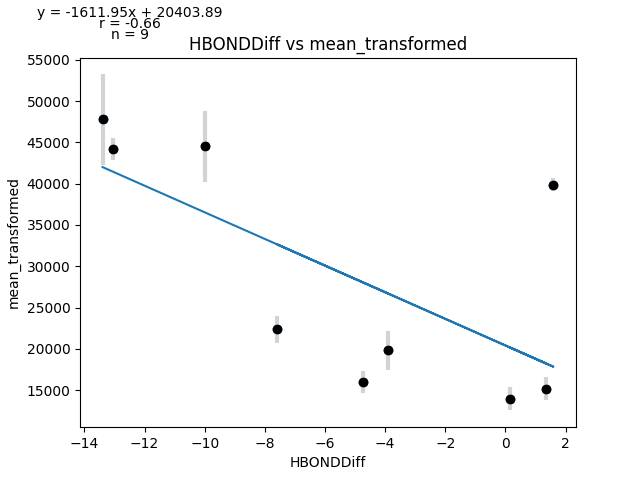 y = -1611.95x + 20403.89
r = -0.66
n = 9
HBONDDiff vs mean_transformed
55000
50000
45000
40000
35000
30000
25000
20000
15000
mean_transformed
−14 −12 −10 −8 −6 −4 −2 0 2
HBONDDiff